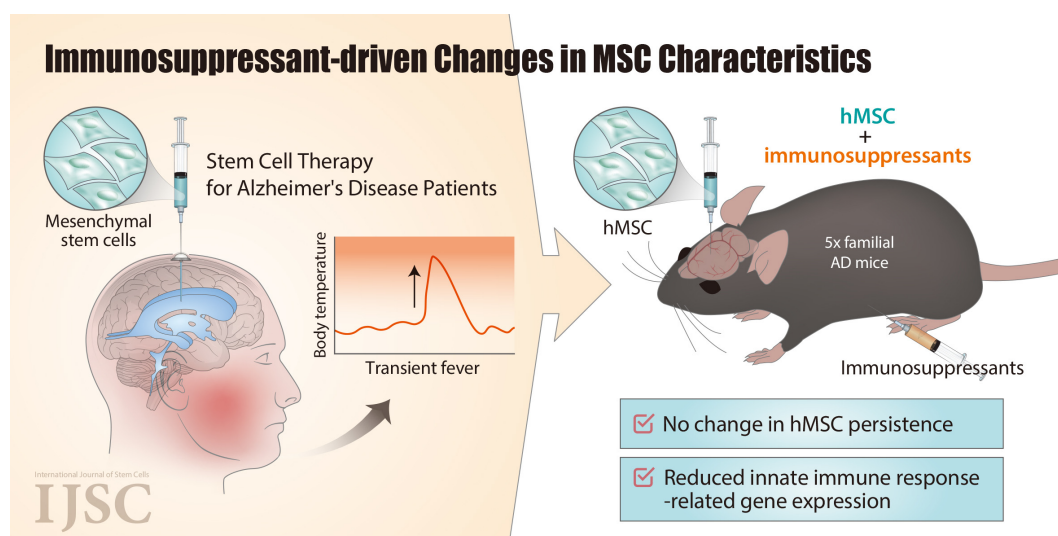 Immunosuppressant-driven Changes in MSC Characteristics
Stem Cell Therapy
for Alzheimer's Disease Patients
Mesenchymal
stem cells
Body temperature
Transient fever
International Journal of Stem Cells
IJSC
hMSC
+
immunosuppressants
hMSC
5x familial
AD mice
Immunosuppressants
No change in hMSC persistence
Reduced innate immune response
-related gene expression